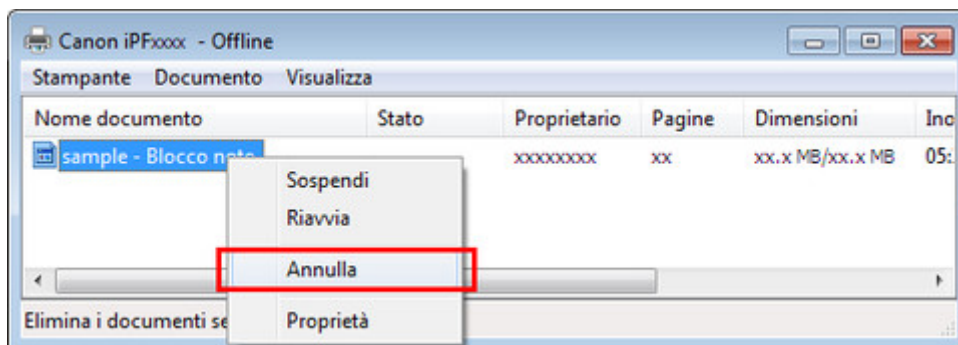 Canon iPFxxxx - Offline
Stampante Documento Visualizza
Nome documento Stato Proprietario Pagine Dimensioni Ino
sample - Blocco note xxxxxxxx xx xx.x MB/xx.x MB 05:
Sospendi
Riavvia
Annulla
Elimina i documenti se
Proprietà